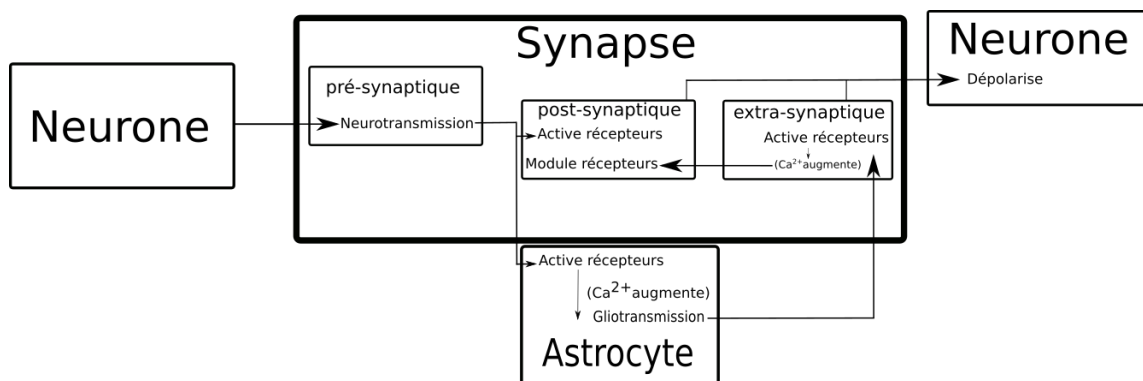 Neurone
Synapse
pré-synaptique
Neurotransmission
post-synaptique
Active récepteurs
Module récepteurs
extra-synaptique
Active récepteurs
(Ca²⁺augmente)
Neurone
Dépolarise
Active récepteurs
(Ca²⁺augmente)
Gliotransmission
Astrocyte